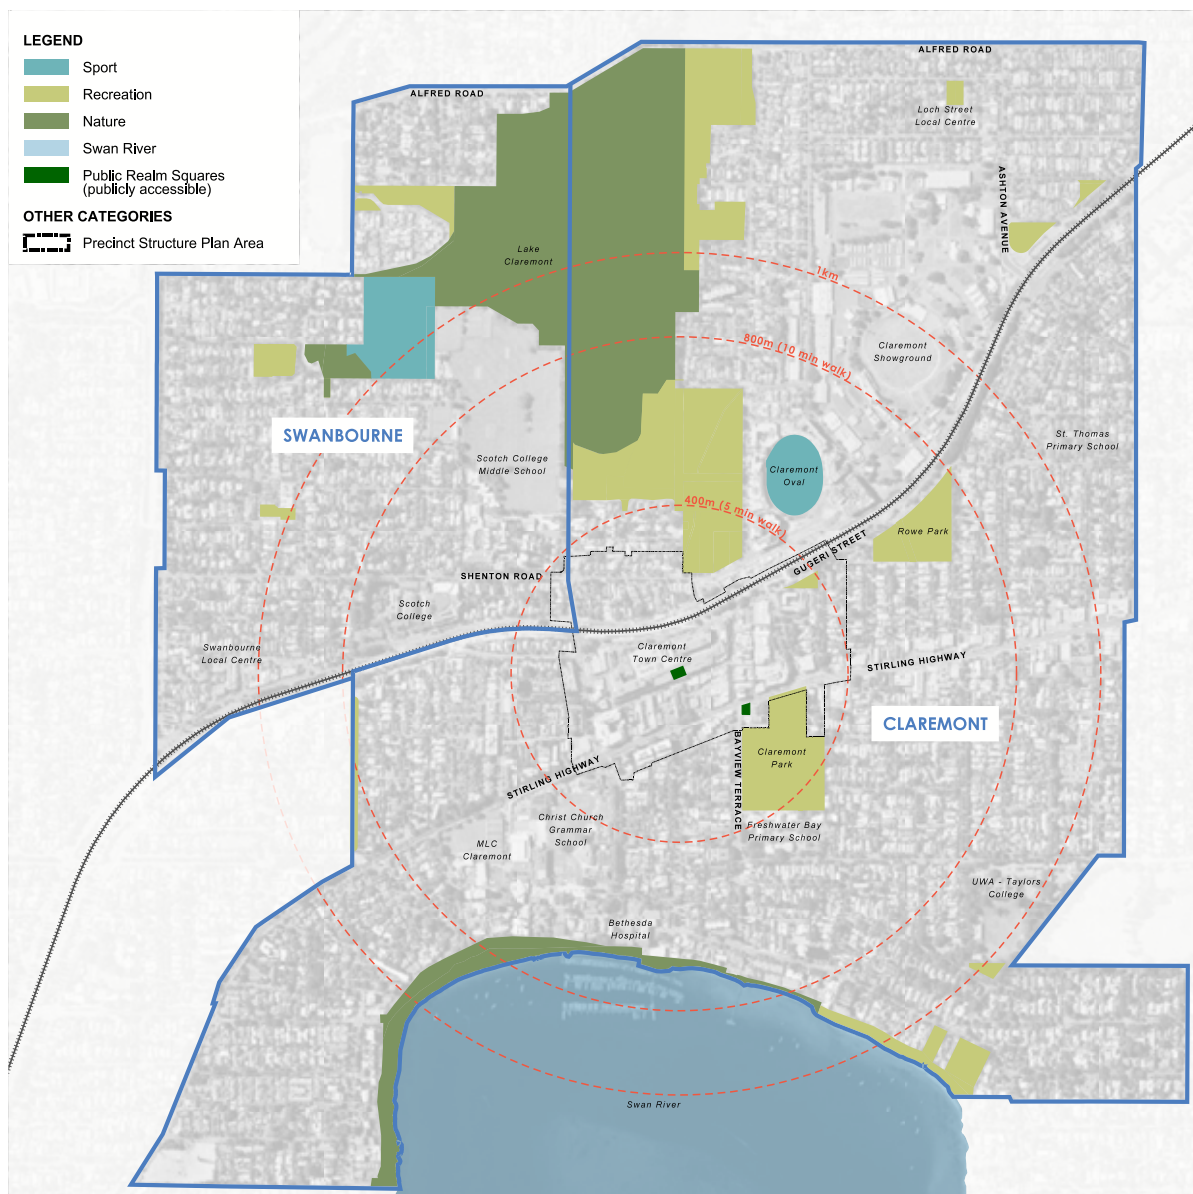 LEGEND
Sport
Recreation
Nature
Swan River
Public Realm Squares
(publicly accessible)
OTHER CATEGORIES
Precinct Structure Plan Area
ALFRED ROAD
ALFRED ROAD
Loch Street
Local Centre
ASHTON AVENUE
Lake
Claremont
1km
800m (10 min walk)
Claremont
Showground
SWANBOURNE
St. Thomas
Primary School
Scotch College
Middle School
Claremont
Oval
400m (5 min walk)
Rowe Park
GUGERI STREET
SHENTON ROAD
Scotch
College
Swanbourne
Local Centre
Claremont
Town Centre
STIRLING HIGHWAY
CLAREMONT
BAYVIEW TERRACE
Claremont
Park
STIRLING HIGHWAY
Christ Church
Grammar
School
Freshwater Bay
Primary School
MLC
Claremont
UWA - Taylors
College
Bethesda
Hospital
Swan River